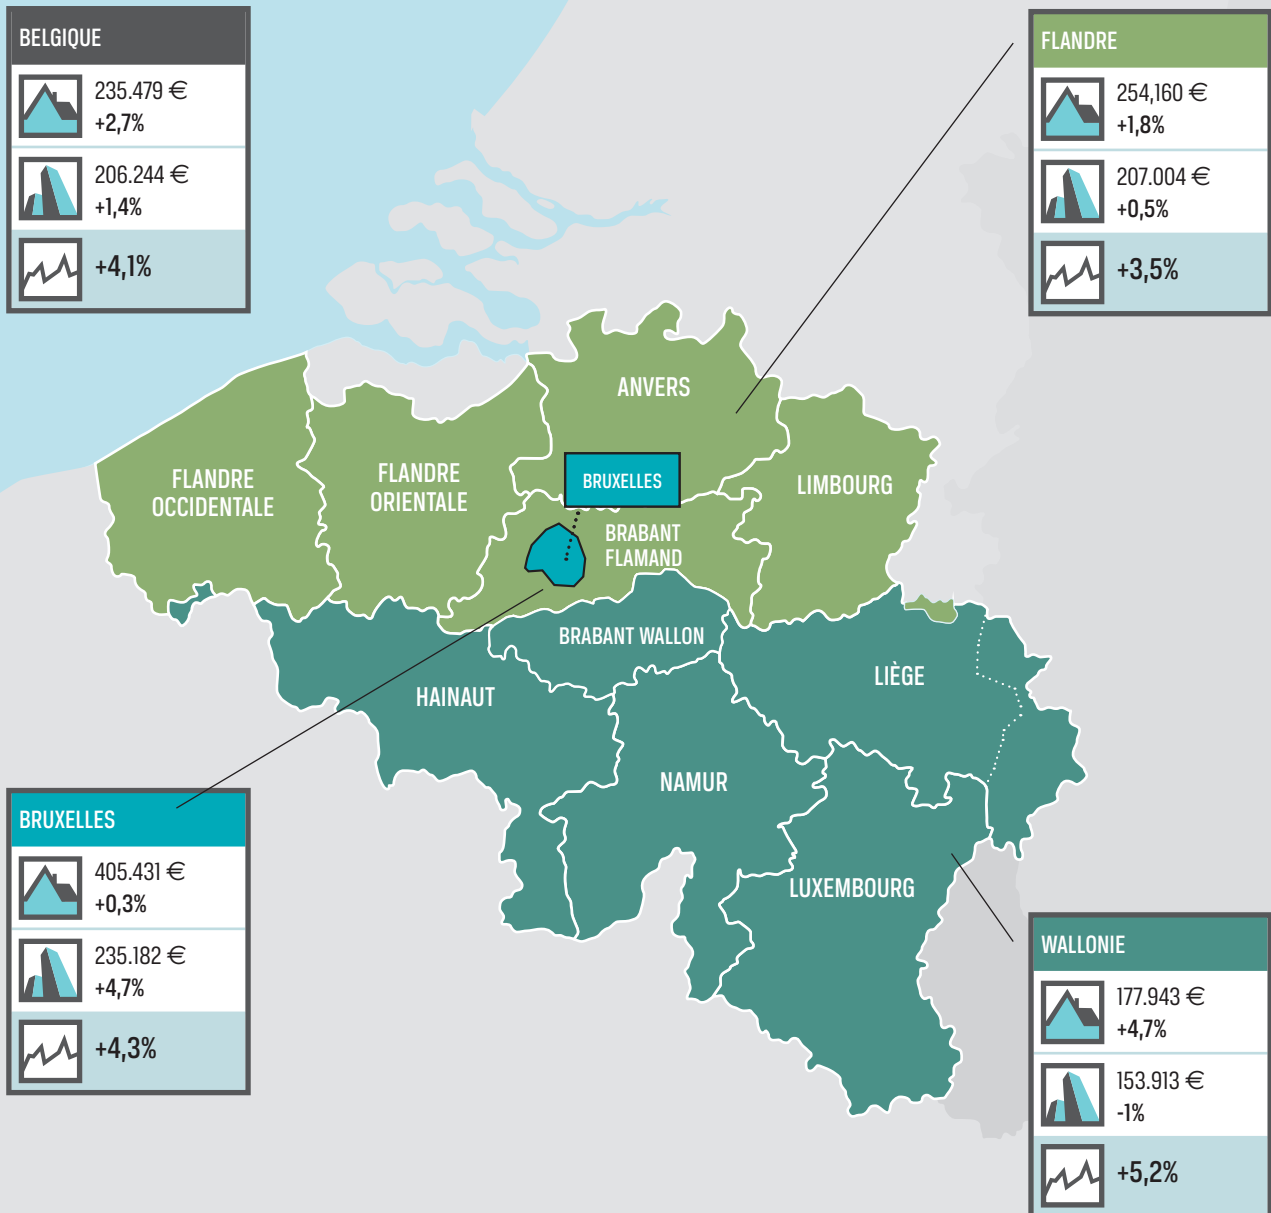 BELGIQUE
235.479 €
+2,7%
206.244 €
+1,4%
+4,1%
FLANDRE
254,160 €
+1,8%
207.004 €
+0,5%
+3,5%
ANVERS
FLANDRE
OCCIDENTALE
FLANDRE
ORIENTALE
BRUXELLES
LIMBOURG
BRABANT
FLAMAND
BRABANT WALLON
HAINAUT
LIÈGE
NAMUR
LUXEMBOURG
BRUXELLES
405.431 €
+0,3%
235.182 €
+4,7%
+4,3%
WALLONIE
177.943 €
+4,7%
153.913 €
-1%
+5,2%